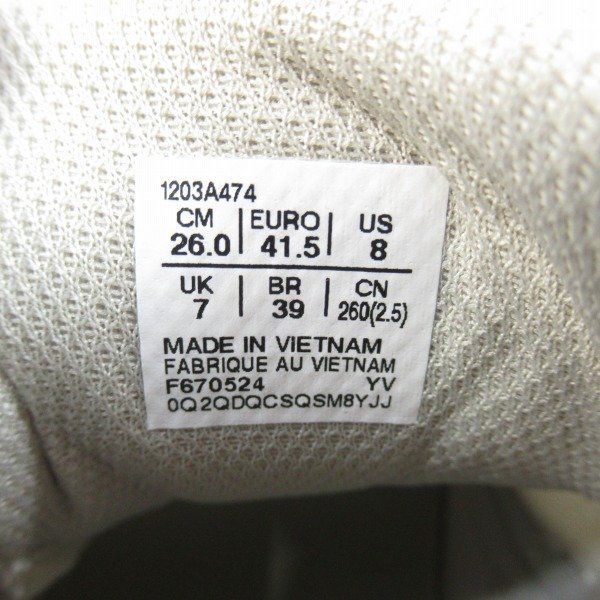 1203A474
CM EURO US
26.0 41.5 8
UK BR CN
7 39 260(2.5)
MADE IN VIETNAM
FABRIQUE AU VIETNAM
F670524 YV
0Q2QDQCSQSM8YJJ